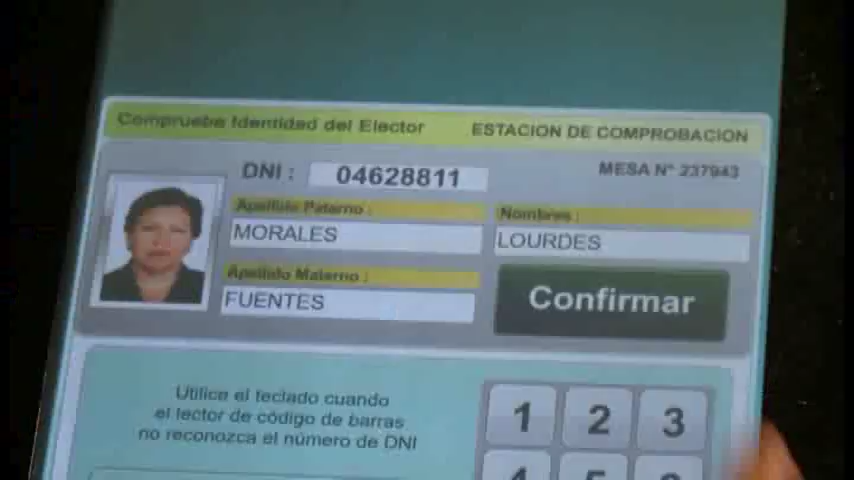 Compruebe Identidad del Elector
ESTACION DE COMPROBACION
DNI : 04628811
MESA N° 237943
Apellido Paterno :
MORALES
Nombres :
LOURDES
Apellido Materno :
FUENTES
Confirmar
Utilice el teclado cuando
el lector de código de barras
no reconozca el número de DNI
1 2 3